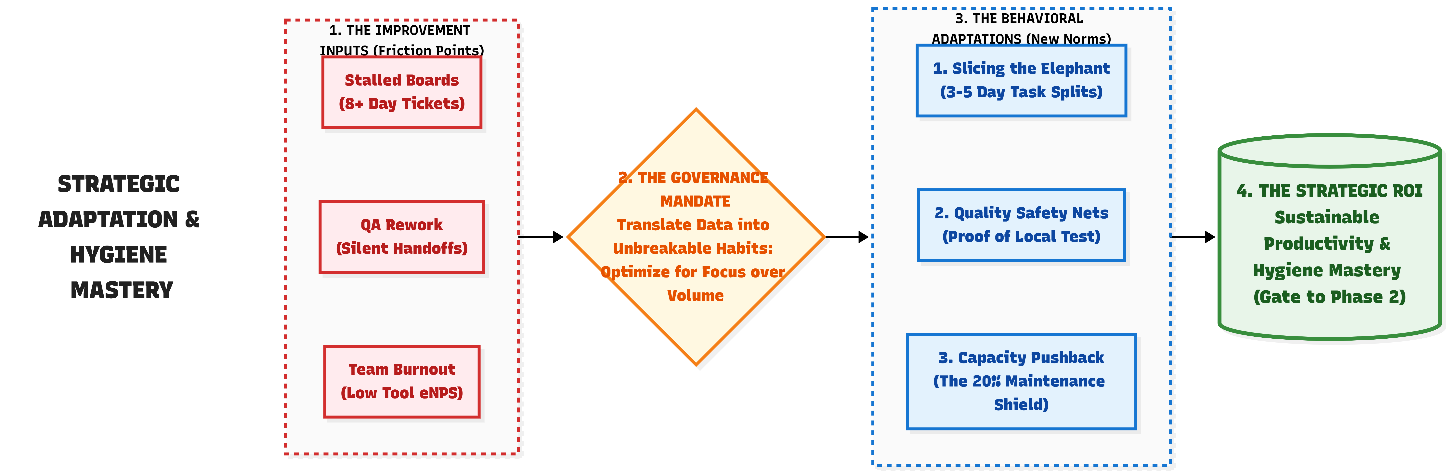 STRATEGIC
ADAPTATION &
HYGIENE
MASTERY
1. THE IMPROVEMENT
INPUTS (Friction Points)
Stalled Boards
(8+ Day Tickets)
QA Rework
(Silent Handoffs)
Team Burnout
(Low Tool eNPS)
2. THE GOVERNANCE
MANDATE
Translate Data into
Unbreakable Habits:
Optimize for Focus over
Volume
3. THE BEHAVIORAL
ADAPTATIONS (New Norms)
1. Slicing the Elephant
(3-5 Day Task Splits)
2. Quality Safety Nets
(Proof of Local Test)
3. Capacity Pushback
(The 20% Maintenance
Shield)
4. THE STRATEGIC ROI
Sustainable
Productivity &
Hygiene Mastery
(Gate to Phase 2)